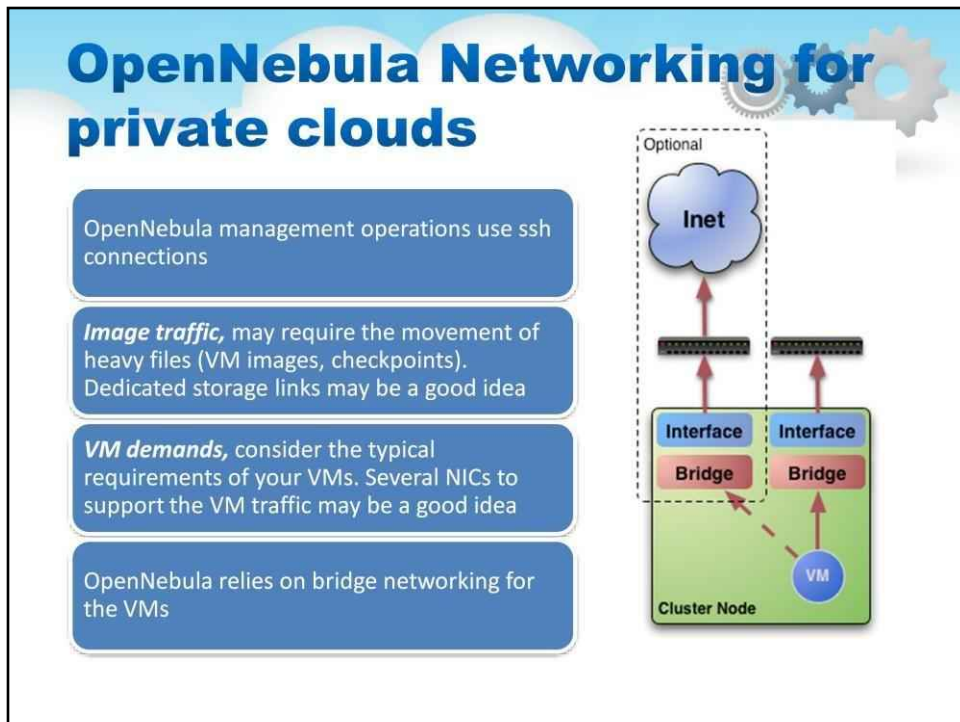 OpenNebula Networking for
private clouds
OpenNebula management operations use ssh
connections
Image traffic, may require the movement of
heavy files (VM images, checkpoints).
Dedicated storage links may be a good idea
VM demands, consider the typical
requirements of your VMs. Several NICs to
support the VM traffic may be a good idea
OpenNebula relies on bridge networking for
the VMs
Optional
Inet
Interface
Interface
Bridge
Bridge
VM
Cluster Node